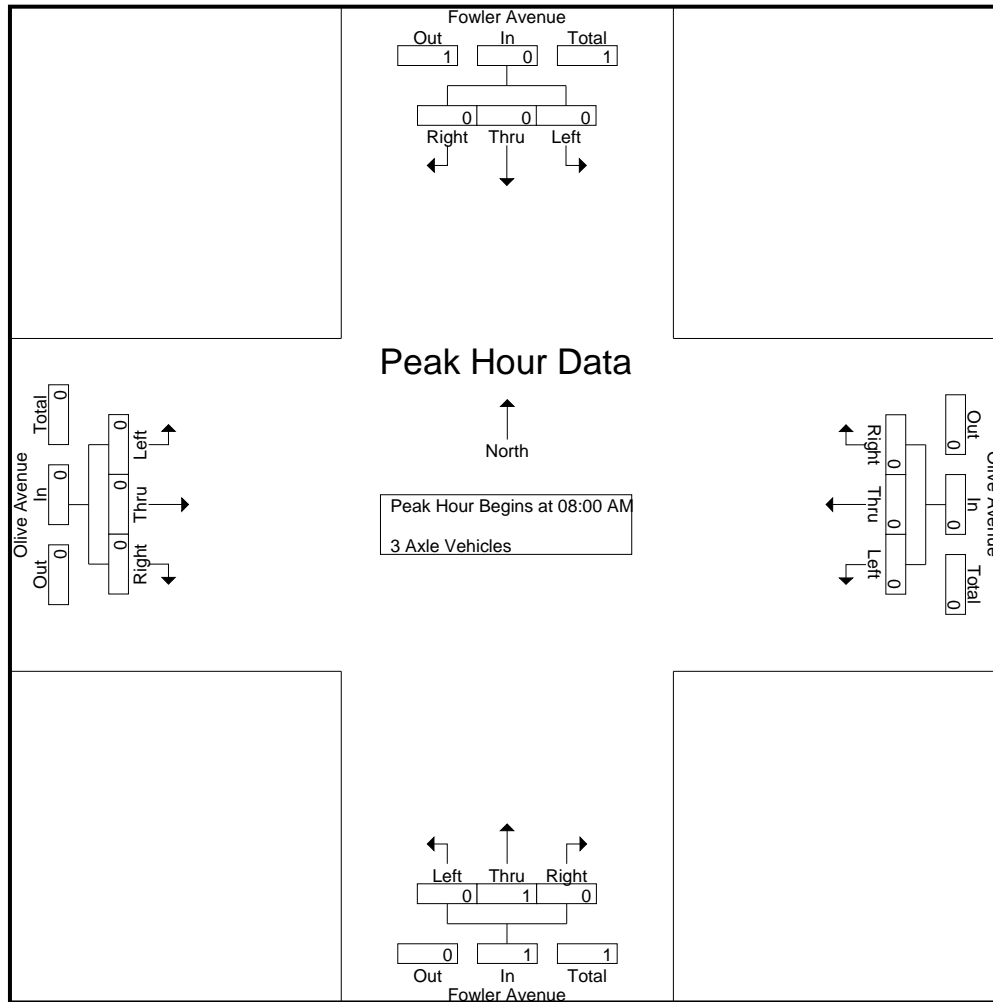 Fowler Avenue
Out In Total
1 0 1
0 0 0
Right Thru Left
Peak Hour Data
North
Peak Hour Begins at 08:00 AM
3 Axle Vehicles
Olive Avenue
Out In Total
0 0 0
0 0 0
Right Thru Left
Olive Avenue
Out In Total
0 0 0
0 0 0
Right Thru Left
Left Thru Right
0 1 0
0 1 1
Out In Total
Fowler Avenue